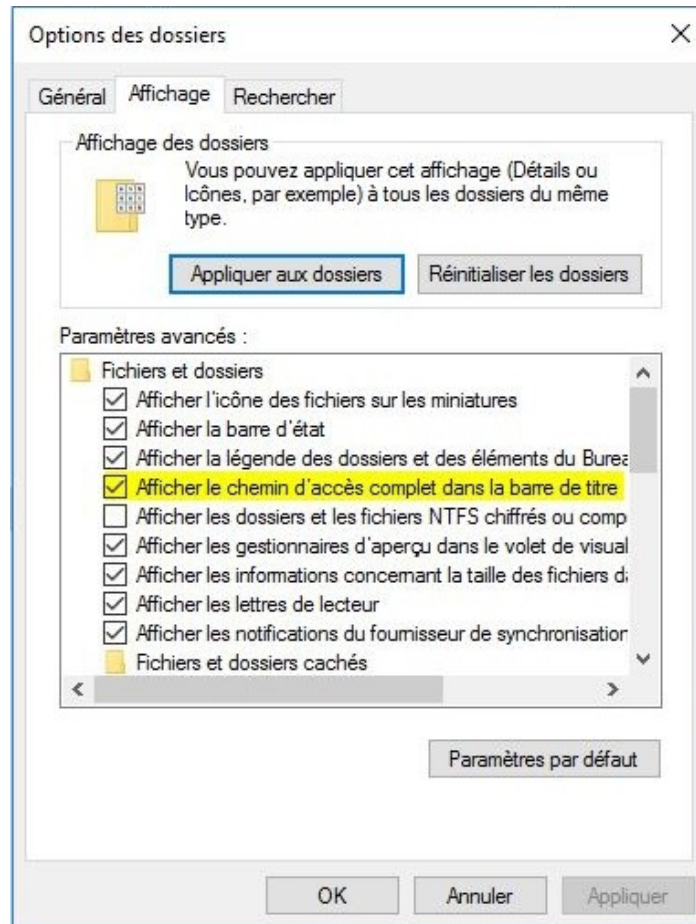 Options des dossiers
Général Affichage Rechercher
Affichage des dossiers
Vous pouvez appliquer cet affichage (Détails ou
Icônes, par exemple) à tous les dossiers du même
type.
Appliquer aux dossiers Réinitialiser les dossiers
Paramètres avancés :
Fichiers et dossiers
Afficher l'icône des fichiers sur les miniatures
Afficher la barre d'état
Afficher la légende des dossiers et des éléments du Burea
Afficher le chemin d'accès complet dans la barre de titre
Afficher les dossiers et les fichiers NTFS chiffrés ou comp
Afficher les gestionnaires d'aperçu dans le volet de visual
Afficher les informations concernant la taille des fichiers da
Afficher les lettres de lecteur
Afficher les notifications du fournisseur de synchronisation
Fichiers et dossiers cachés
Paramètres par défaut
OK Annuler Appliquer